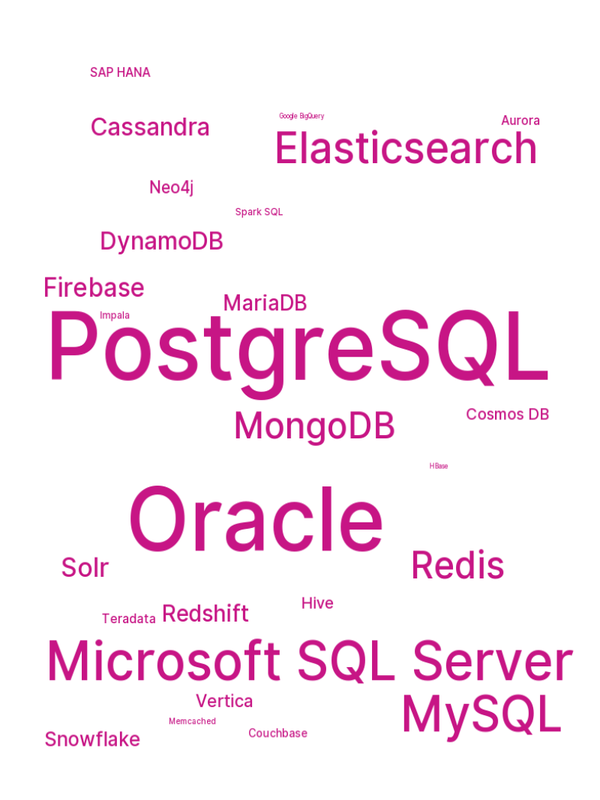 SAP HANA
Google BigQuery
Aurora
Cassandra
Elasticsearch
Neo4j
Spark SQL
DynamoDB
Firebase
MariaDB
Impala
PostgreSQL
Cosmos DB
MongoDB
HBase
Oracle
Solr
Redis
Hive
Teradata
Redshift
Microsoft SQL Server
Vertica
MySQL
Memcached
Couchbase
Snowflake